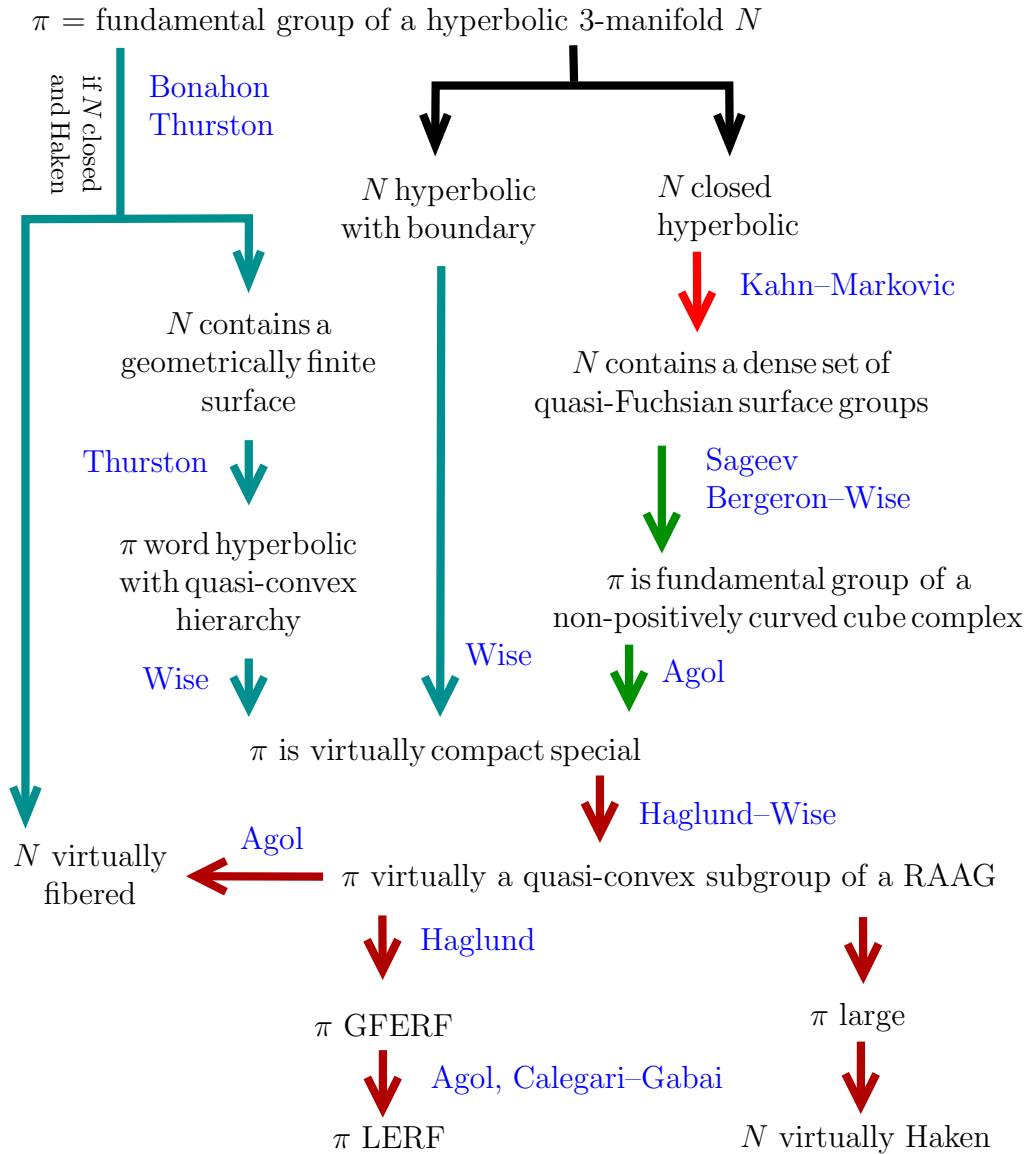 π = fundamental group of a hyperbolic 3-manifold N
if N closed
and Haken
Bonahon
Thurston
N hyperbolic
with boundary
N closed
hyperbolic
Kahn–Markovic
N contains a
geometrically finite
surface
N contains a dense set of
quasi-Fuchsian surface groups
Thurston
Sageev
Bergeron–Wise
π word hyperbolic
with quasi-convex
hierarchy
π is fundamental group of a
non-positively curved cube complex
Wise
Wise
Agol
π is virtually compact special
Haglund–Wise
Agol
N virtually
fibered
π virtually a quasi-convex subgroup of a RAAG
Haglund
π GFERF
π large
Agol, Calegari–Gabai
π LERF
N virtually Haken